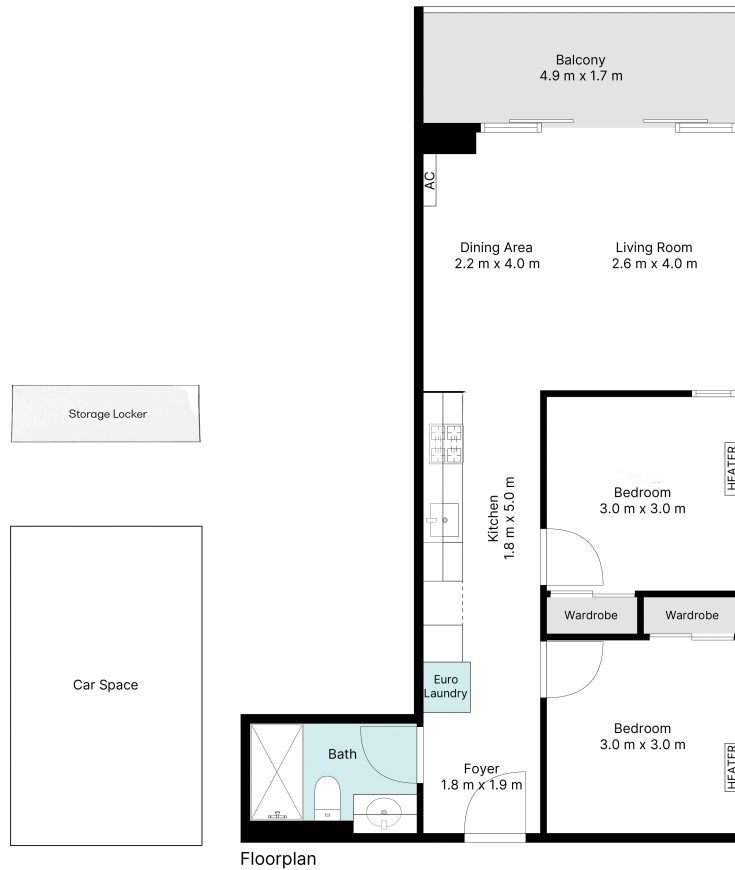 Balcony
4.9 m x 1.7 m
AC
Dining Area
2.2 m x 4.0 m
Living Room
2.6 m x 4.0 m
Storage Locker
Kitchen
1.8 m x 5.0 m
HEATER
Bedroom
3.0 m x 3.0 m
Wardrobe
Wardrobe
Car Space
Euro
Laundry
Bedroom
3.0 m x 3.0 m
HEATER
Bath
Foyer
1.8 m x 1.9 m
Floorplan